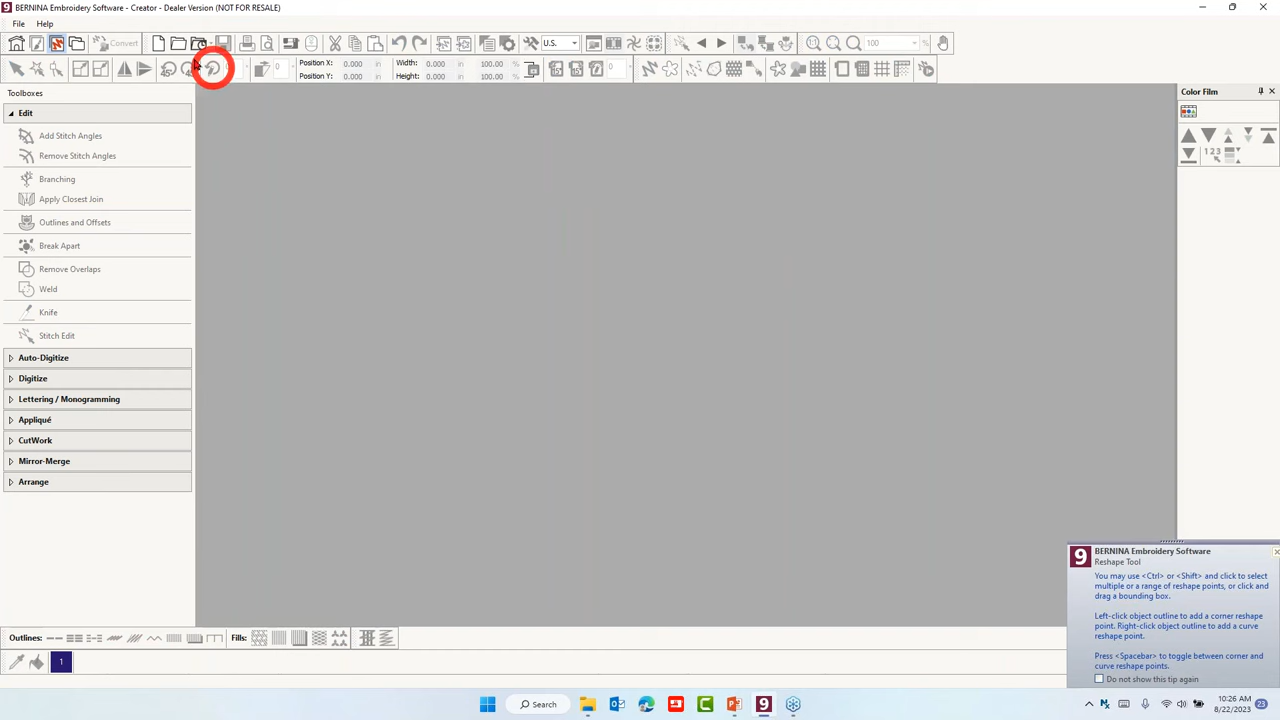 BERNINA Embroidery Software - Creator - Dealer Version (NOT FOR RESALE)
File Help
Convert U.S. 100
Position X: 0.000 in Width: 0.000 in 100.00 %
0 Position Y: 0.000 in Height: 0.000 in 100.00 % 0
Toolboxes
Edit
Add Stitch Angles
Remove Stitch Angles
Branching
Apply Closest Join
Outlines and Offsets
Break Apart
Remove Overlaps
Weld
Knife
Stitch Edit
Auto-Digitize
Digitize
Lettering / Monogramming
Appliqué
CutWork
Mirror-Merge
Arrange
Color Film
1 2 3
9 BERNINA Embroidery Software
Reshape Tool
You may use <Ctrl> or <Shift> and click to select
multiple or a range of reshape points, or click and
drag a bounding box.
Left-click object outline to add a corner reshape
point. Right-click object outline to add a curve
reshape point.
Press <Spacebar> to toggle between corner and
curve reshape points.
Do not show this tip again
Outlines: Fills:
1
Search
10:26 AM
8/22/2023
23